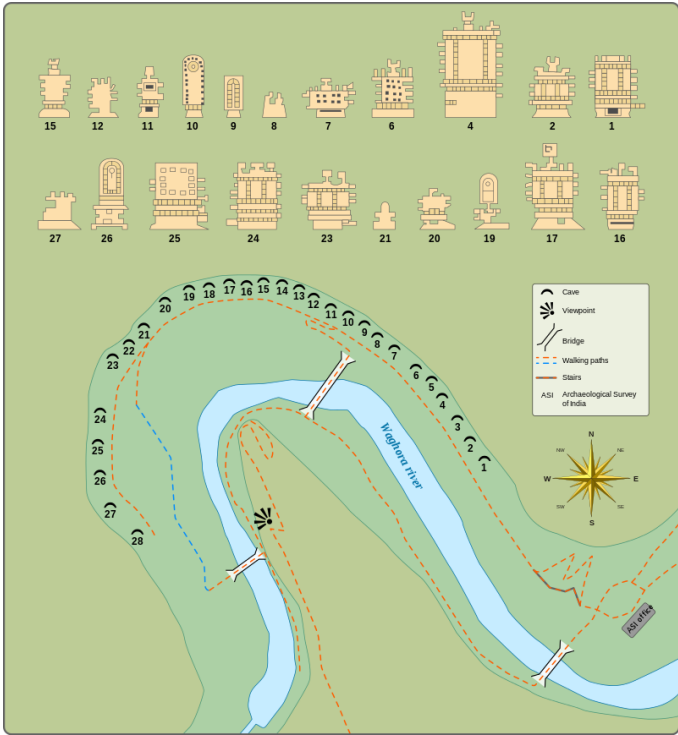 15 12 11 10 9 8 7 6 4 2 1
27 26 25 24 23 21 20 19 17 16
Cave
Viewpoint
Bridge
Walking paths
Stairs
ASI Archaeological Survey
of India
N
NW NE
W E
SW SE
S
20 19 18 17 16 15 14 13 12 11 10 9 8 7 6 5 4 3 2 1
21
22
23
24
25
26
27
28
Waghora river
ASI office